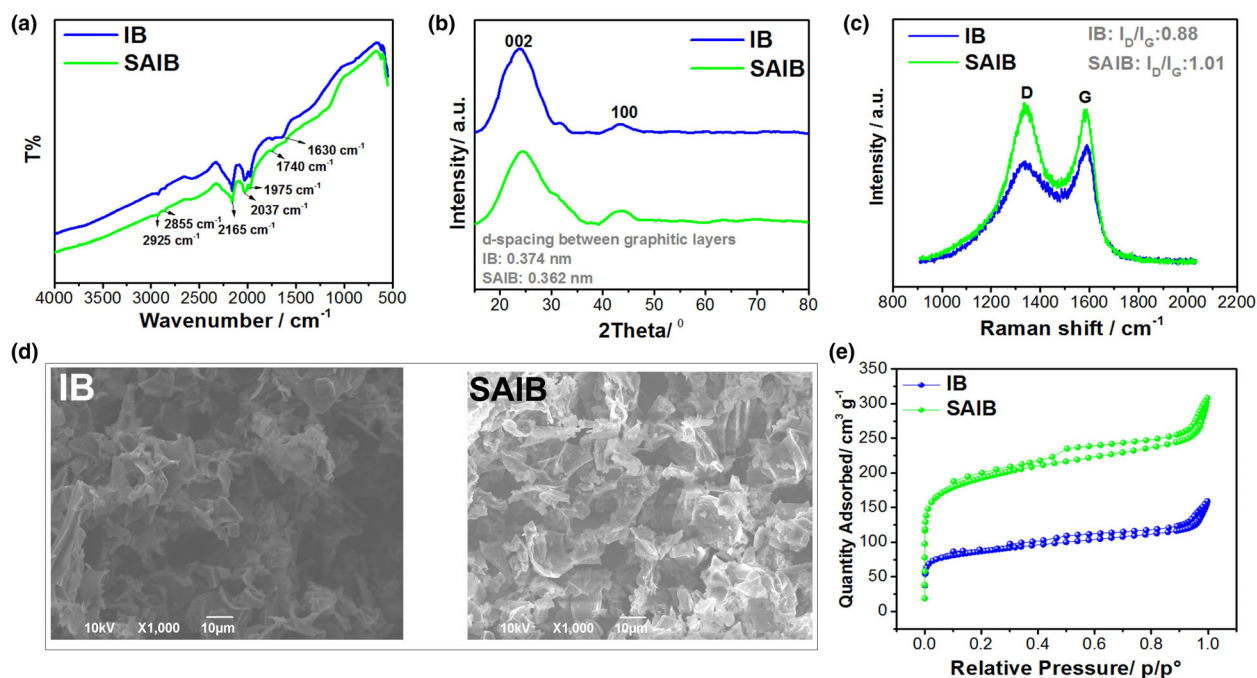 (a)
IB
SAIB
T%
1630 cm⁻¹
1740 cm⁻¹
1975 cm⁻¹
2037 cm⁻¹
2165 cm⁻¹
2855 cm⁻¹
2925 cm⁻¹
4000 3500 3000 2500 2000 1500 1000 500
Wavenumber / cm⁻¹
(b)
002
IB
SAIB
100
Intensity/ a.u.
d-spacing between graphitic layers
IB: 0.374 nm
SAIB: 0.362 nm
20 30 40 50 60 70 80
2Theta/ ⁰
(c)
IB
SAIB
IB: I_D/I_G:0.88
SAIB: I_D/I_G:1.01
D
G
Intensity / a.u.
800 1000 1200 1400 1600 1800 2000 2200
Raman shift / cm⁻¹
(d)
IB
10kV X1,000 10µm
SAIB
10kV X1,000 10µm
(e)
IB
SAIB
Quantity Adsorbed/ cm³ g⁻¹
350
300
250
200
150
100
50
0
0.0 0.2 0.4 0.6 0.8 1.0
Relative Pressure/ p/p°